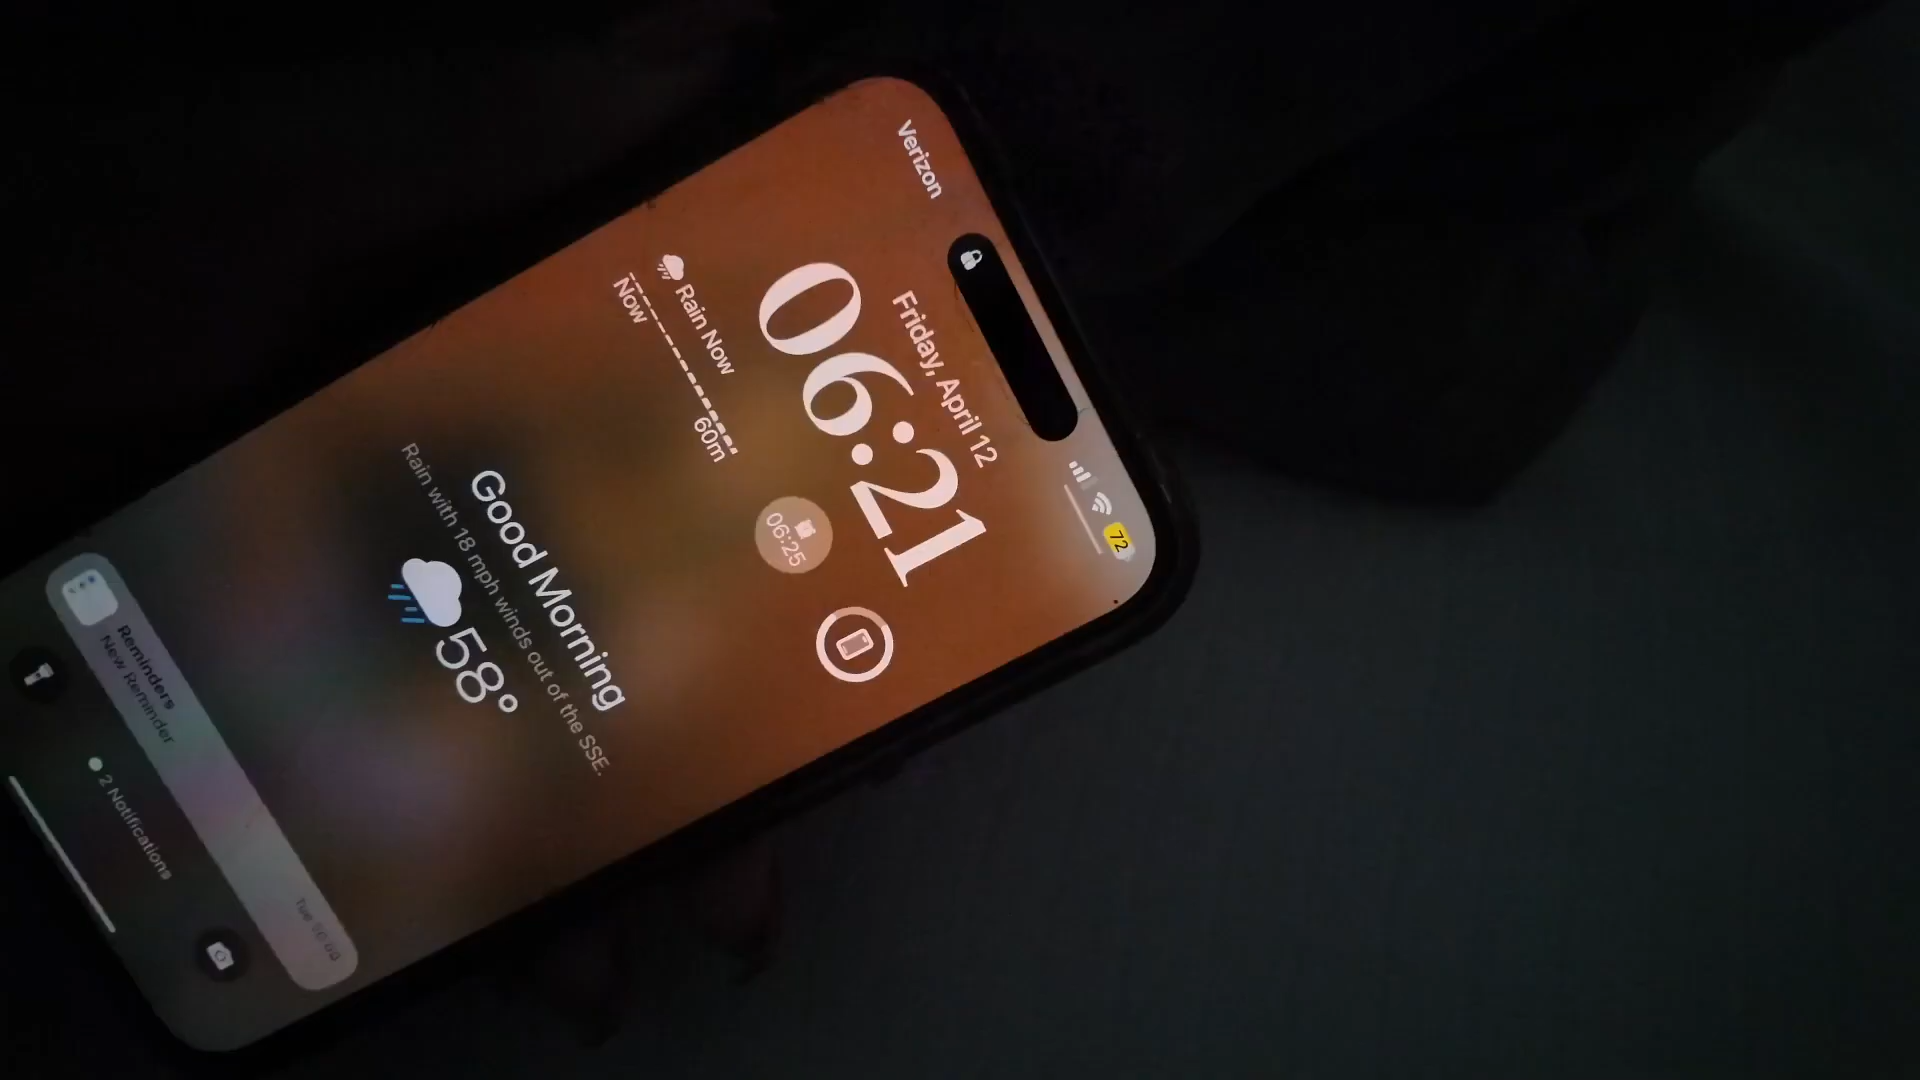 Verizon
72
Friday, April 12
06:21
Rain Now
Now
60m
06:25
Good Morning
Rain with 18 mph winds out of the SSE.
58°
Reminders
New Reminder
Tue
2 Notifications